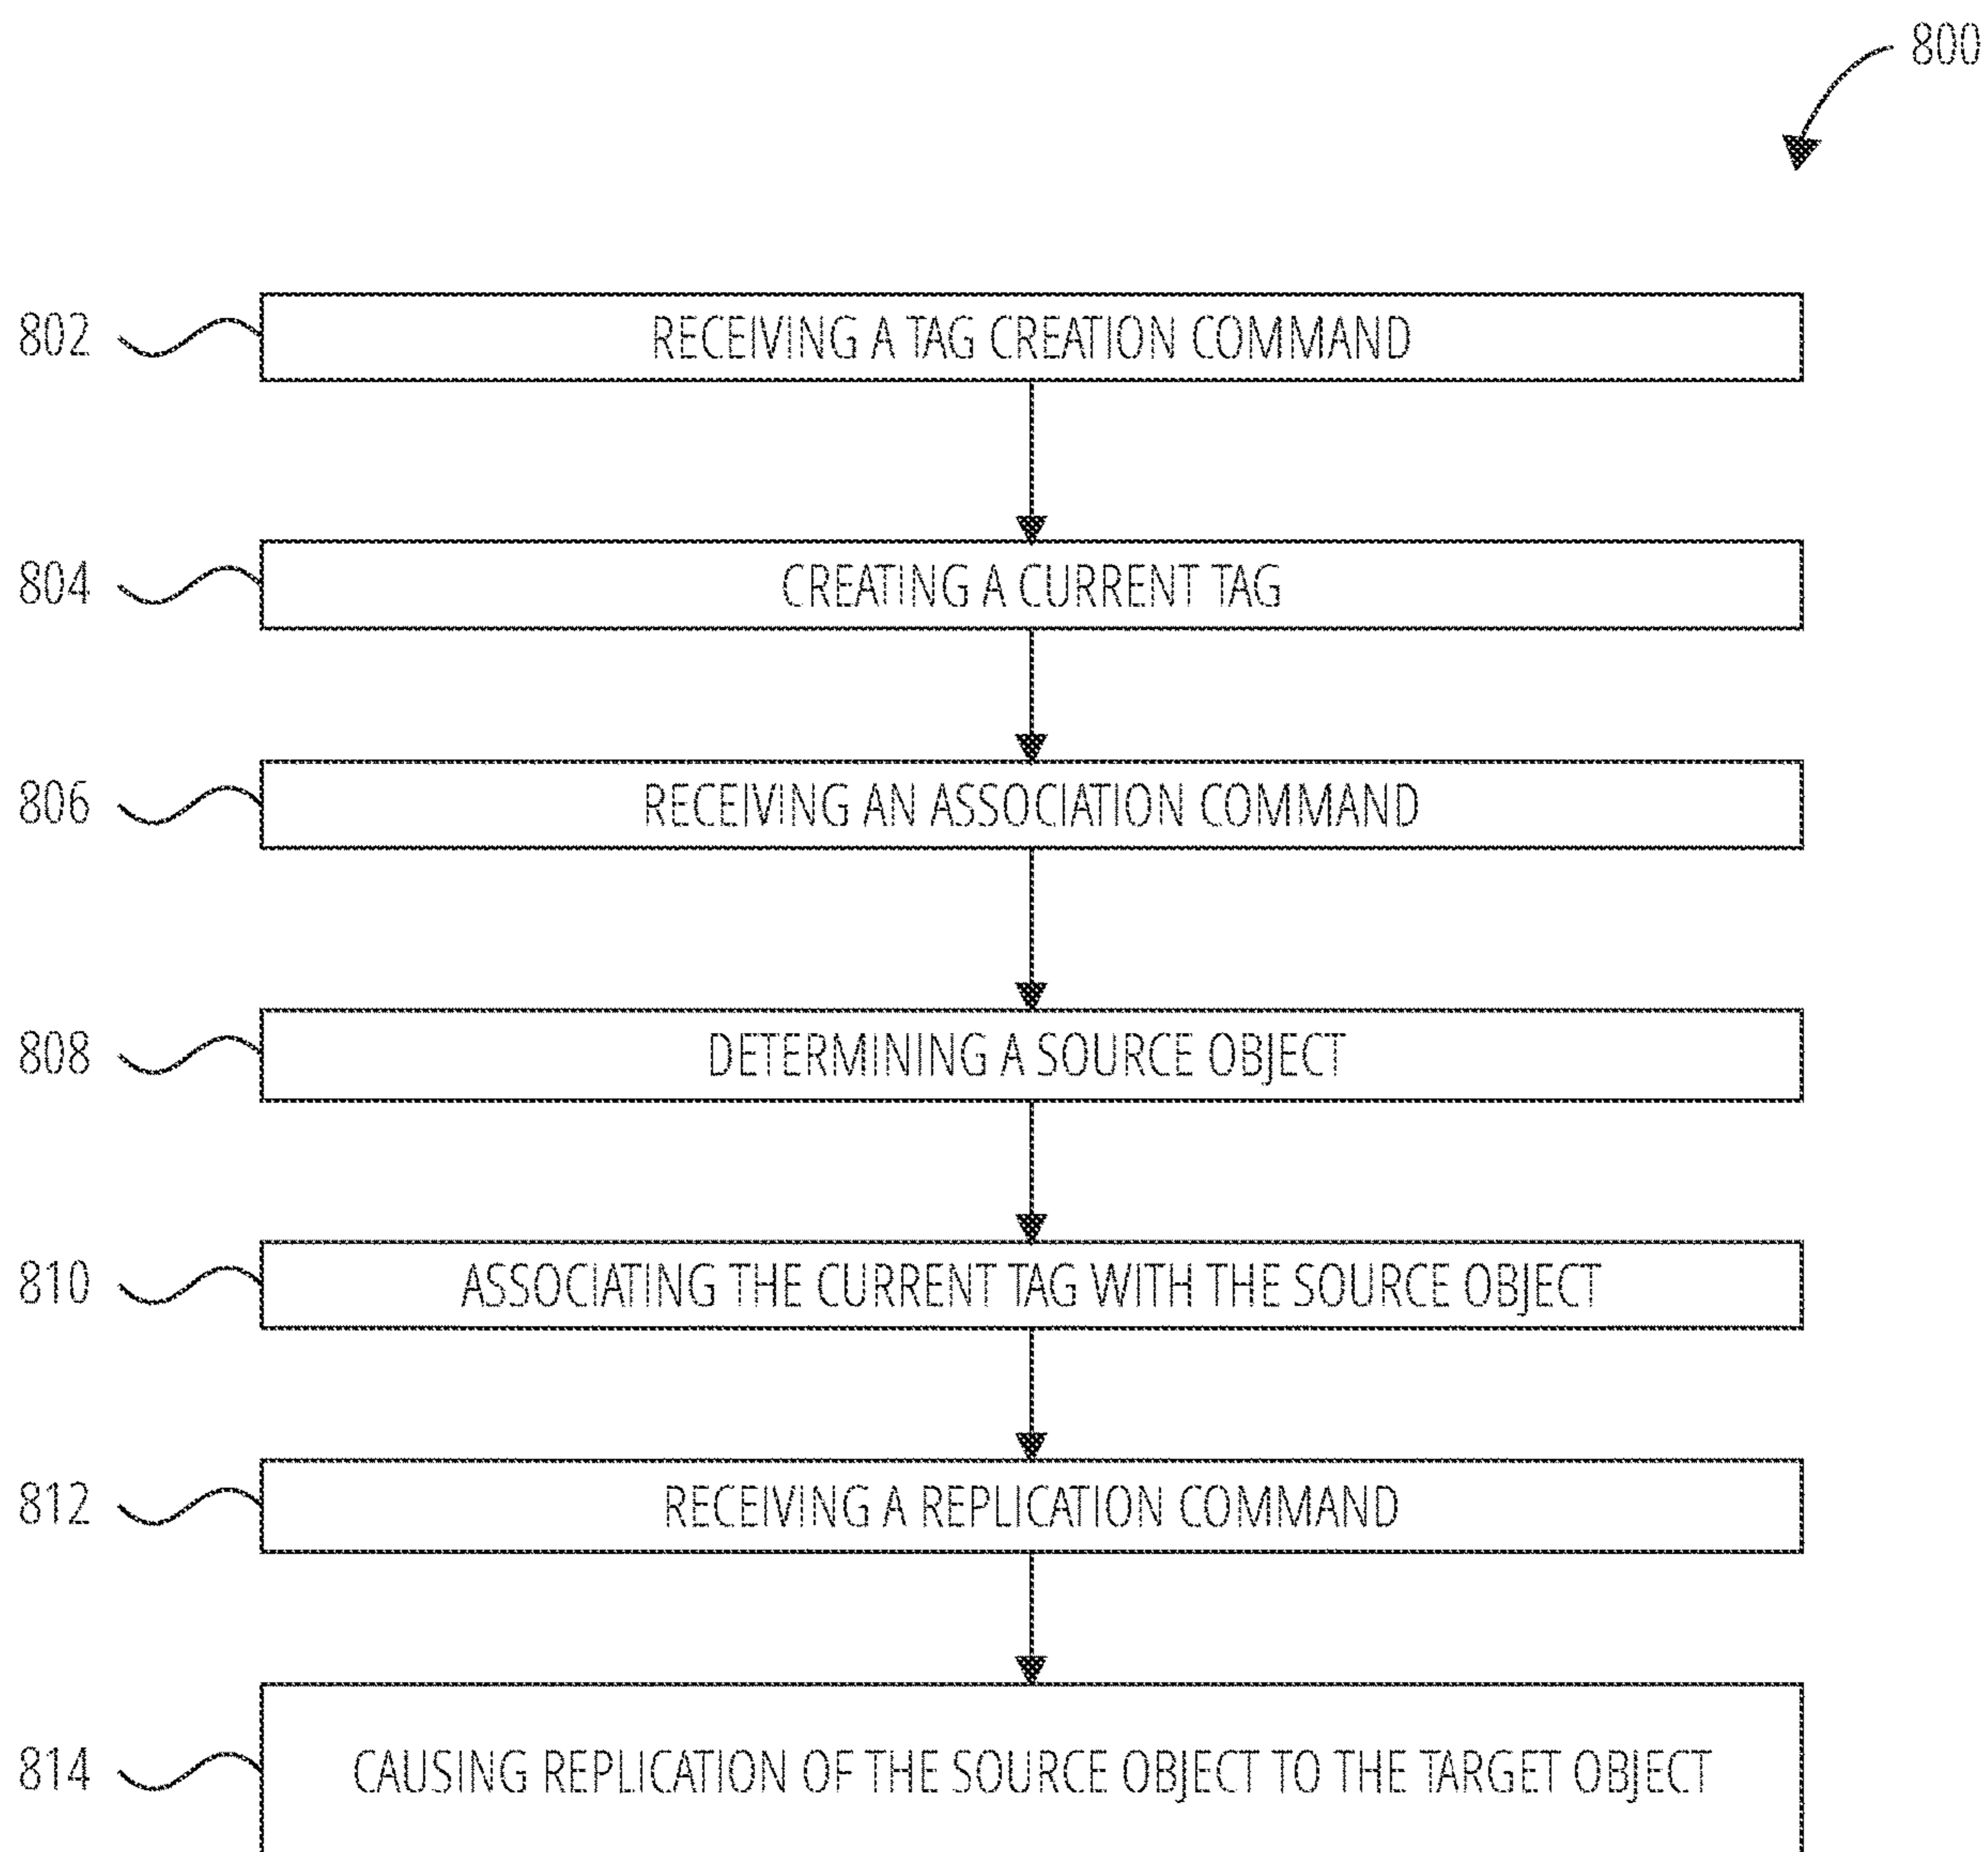 800
802 RECEIVING A TAG CREATION COMMAND
804 CREATING A CURRENT TAG
806 RECEIVING AN ASSOCIATION COMMAND
808 DETERMINING A SOURCE OBJECT
810 ASSOCIATING THE CURRENT TAG WITH THE SOURCE OBJECT
812 RECEIVING A REPLICATION COMMAND
814 CAUSING REPLICATION OF THE SOURCE OBJECT TO THE TARGET OBJECT